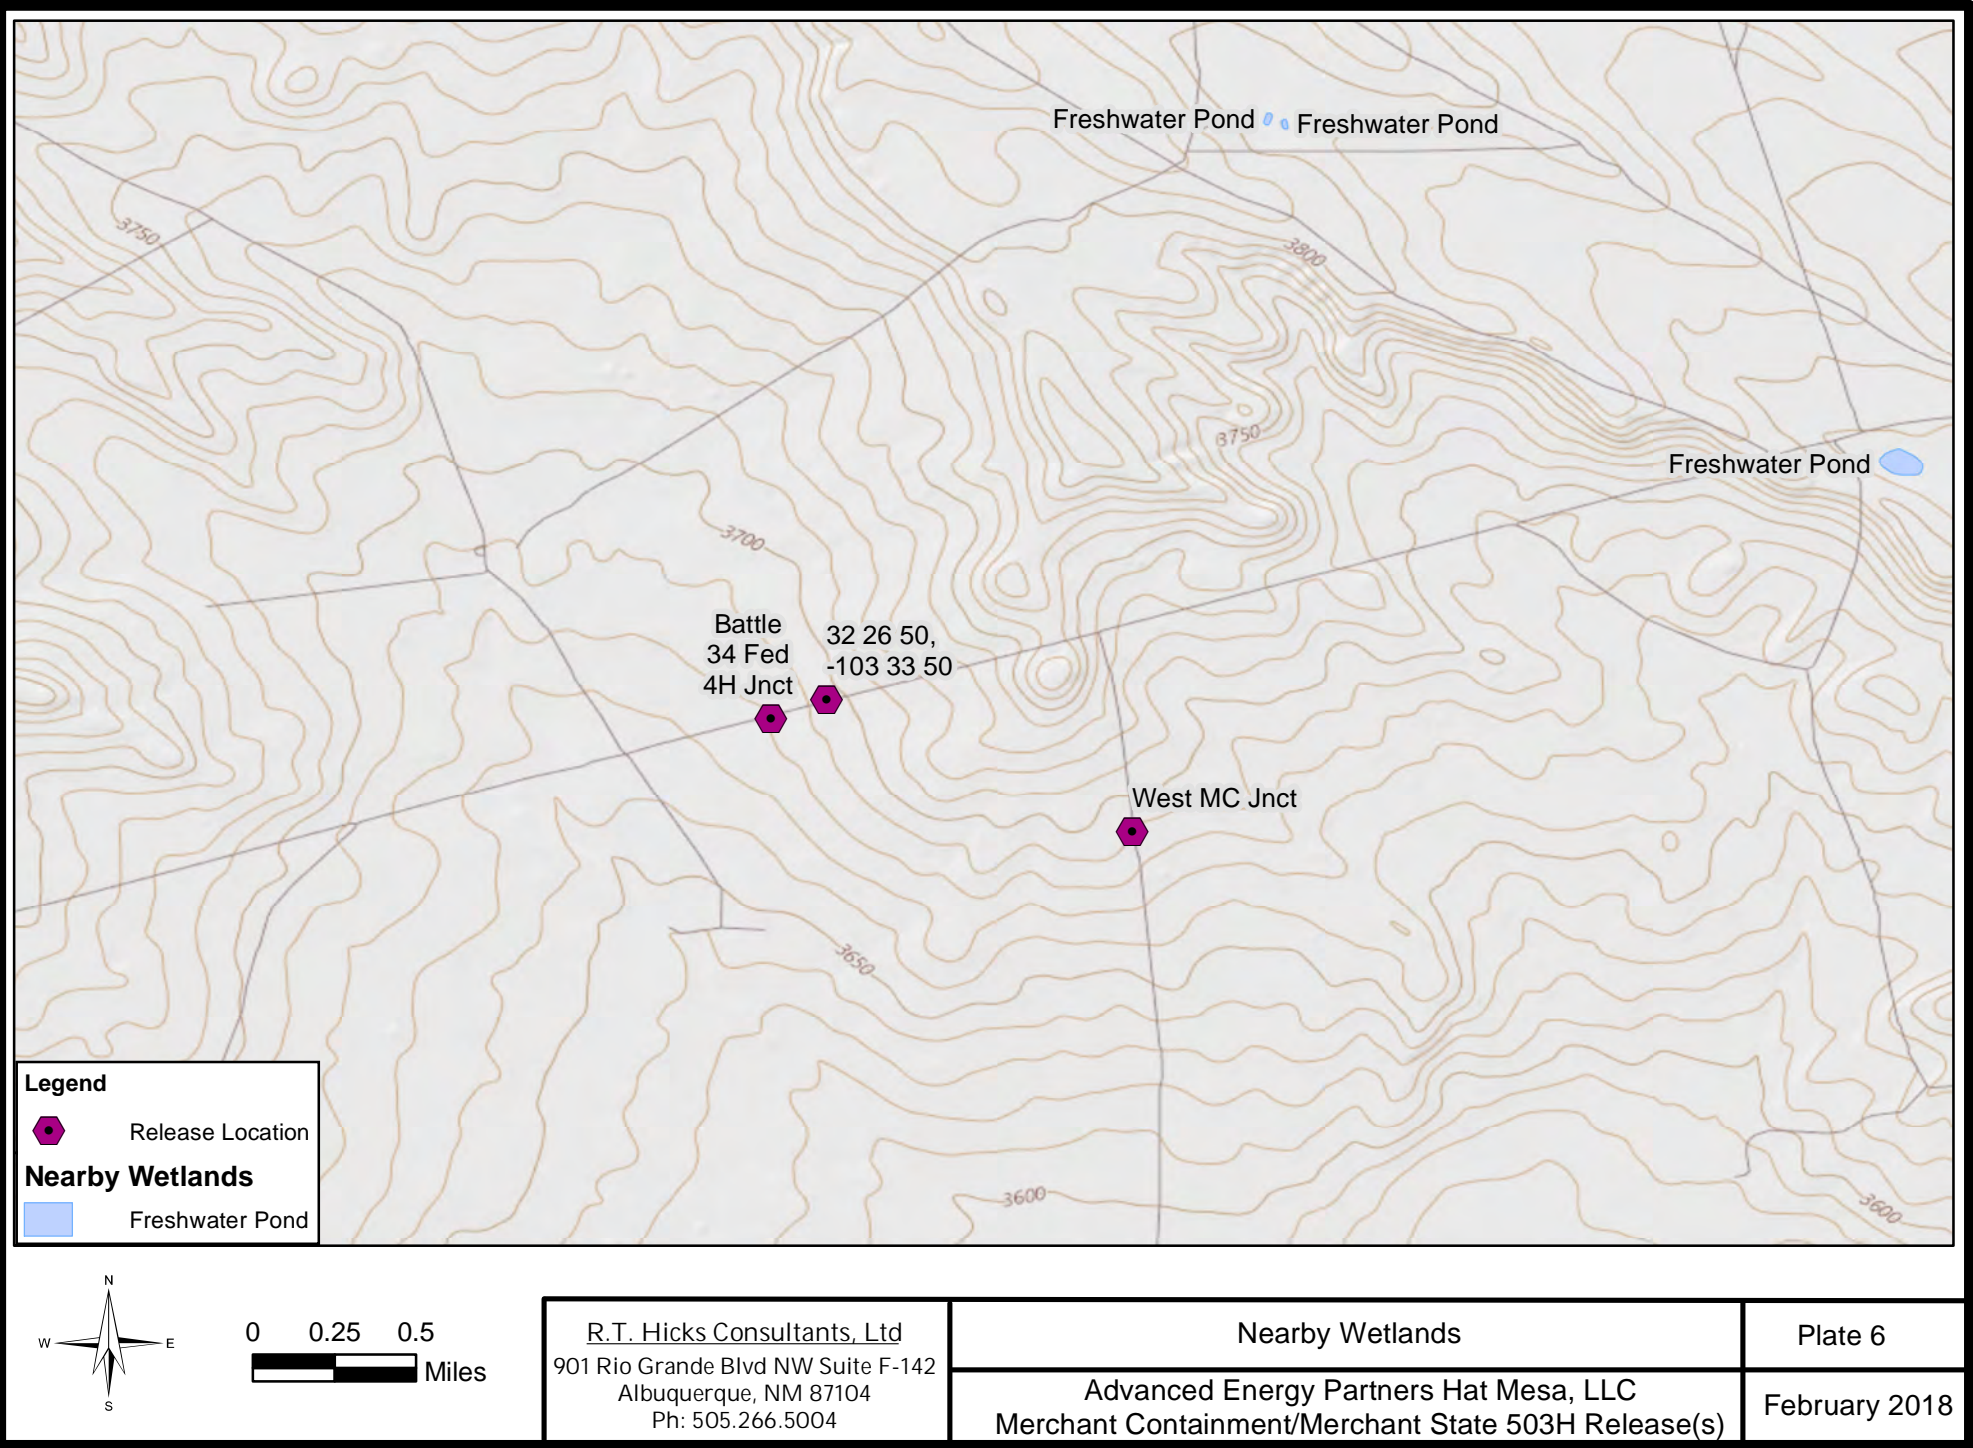 Freshwater Pond
Freshwater Pond
3750
3800
3750
Freshwater Pond
3700
Battle
34 Fed
4H Jnct
32 26 50,
-103 33 50
West MC Jnct
3650
3600
3600
Legend
Release Location
Nearby Wetlands
Freshwater Pond
N
W
E
S
0 0.25 0.5
Miles
R.T. Hicks Consultants, Ltd
901 Rio Grande Blvd NW Suite F-142
Albuquerque, NM 87104
Ph: 505.266.5004
Nearby Wetlands
Advanced Energy Partners Hat Mesa, LLC
Merchant Containment/Merchant State 503H Release(s)
Plate 6
February 2018